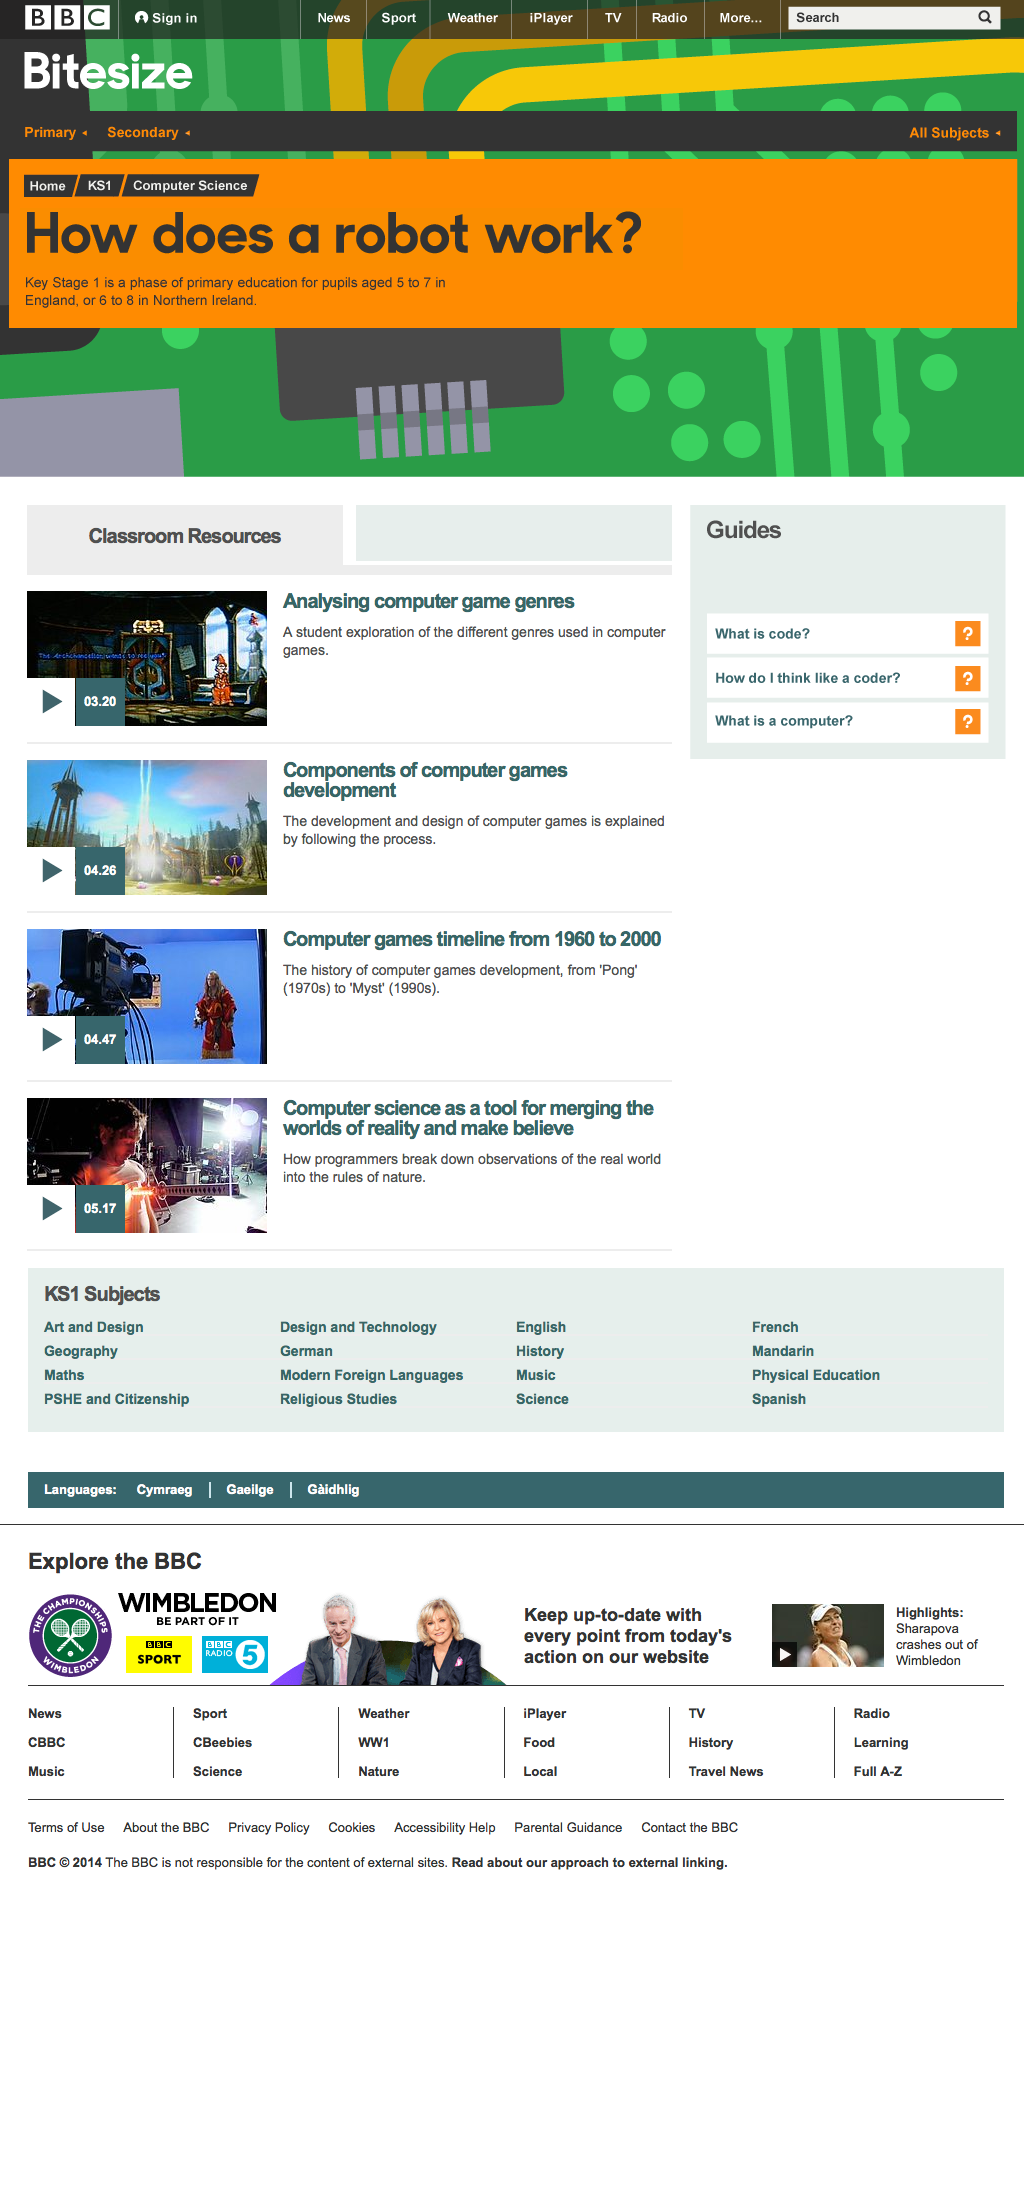 BBC
Sign in
News
Sport
Weather
iPlayer
TV
Radio
More...
Search
Bitesize
Primary
Secondary
All Subjects
Home
KS1
Computer Science
How does a robot work?
Key Stage 1 is a phase of primary education for pupils aged 5 to 7 in
England, or 6 to 8 in Northern Ireland.
Classroom Resources
Analysing computer game genres
A student exploration of the different genres used in computer
games.
The Archchancellor wants to see you
03.20
Components of computer games
development
The development and design of computer games is explained
by following the process.
04.26
Computer games timeline from 1960 to 2000
The history of computer games development, from 'Pong'
(1970s) to 'Myst' (1990s).
04.47
Computer science as a tool for merging the
worlds of reality and make believe
How programmers break down observations of the real world
into the rules of nature.
05.17
Guides
What is code?
?
How do I think like a coder?
?
What is a computer?
?
KS1 Subjects
Art and Design
Design and Technology
English
French
Geography
German
History
Mandarin
Maths
Modern Foreign Languages
Music
Physical Education
PSHE and Citizenship
Religious Studies
Science
Spanish
Languages:
Cymraeg
Gaeilge
Gàidhlig
Explore the BBC
THE CHAMPIONSHIPS
WIMBLEDON
WIMBLEDON
BE PART OF IT
BBC
SPORT
BBC
RADIO
5
Keep up-to-date with
every point from today's
action on our website
Highlights:
Sharapova
crashes out of
Wimbledon
News
Sport
Weather
iPlayer
TV
Radio
CBBC
CBeebies
WW1
Food
History
Learning
Music
Science
Nature
Local
Travel News
Full A-Z
Terms of Use
About the BBC
Privacy Policy
Cookies
Accessibility Help
Parental Guidance
Contact the BBC
BBC © 2014 The BBC is not responsible for the content of external sites. Read about our approach to external linking.